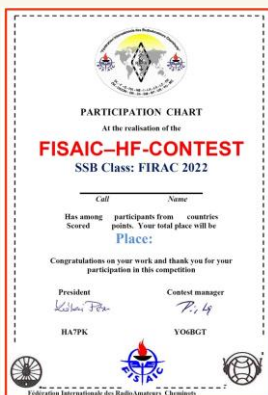 PARTICIPATION CHART
At the realisation of the
FISAIC–HF-CONTEST
SSB Class: FIRAC 2022
Call Name
Has among participants from countries
Scored points. Your total place will be
Place:
Congratulations on your work and thank you for your
participation in this competition
President Contest manager
HA7PK YO6BGT
FISAIC
Fédération Internationale des RadioAmateurs Cheminots